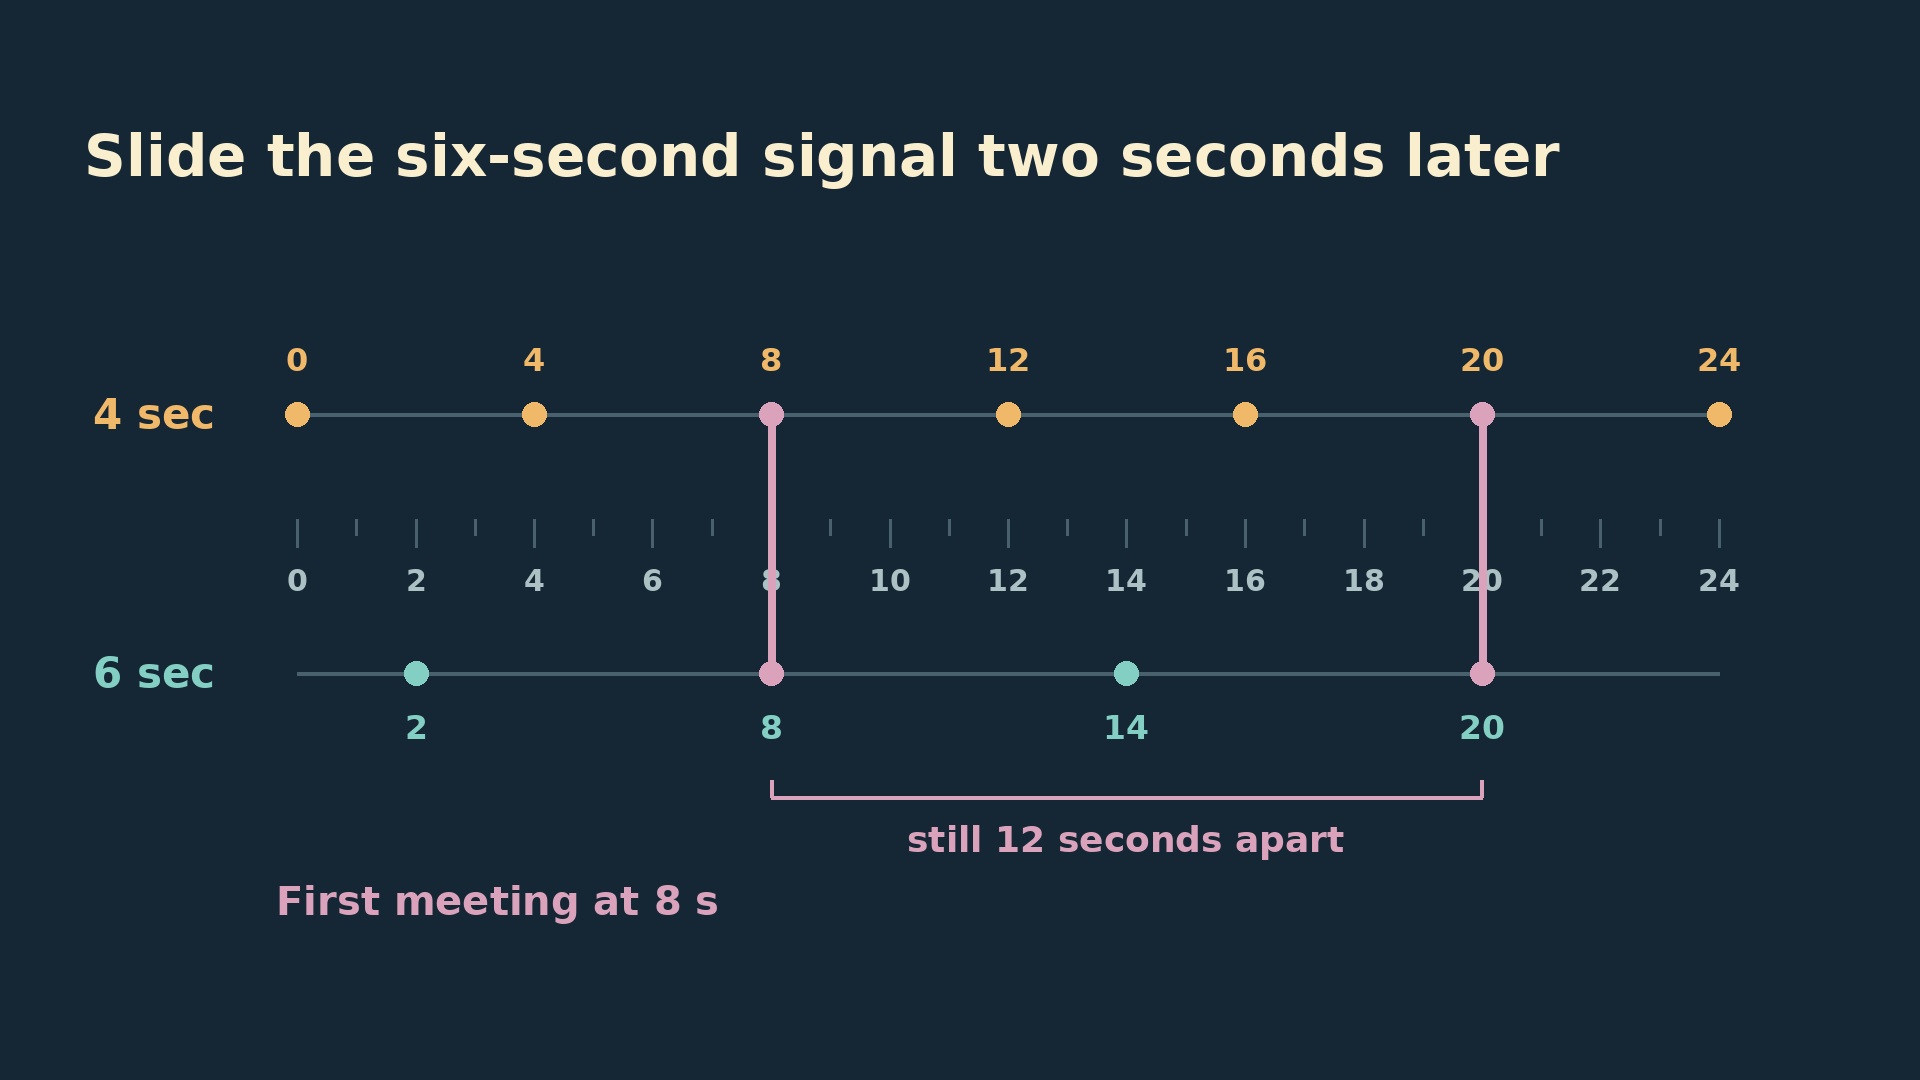 Slide the six-second signal two seconds later
0 4 8 12 16 20 24
4 sec
0 2 4 6 8 10 12 14 16 18 20 22 24
6 sec
2 8 14 20
still 12 seconds apart
First meeting at 8 s